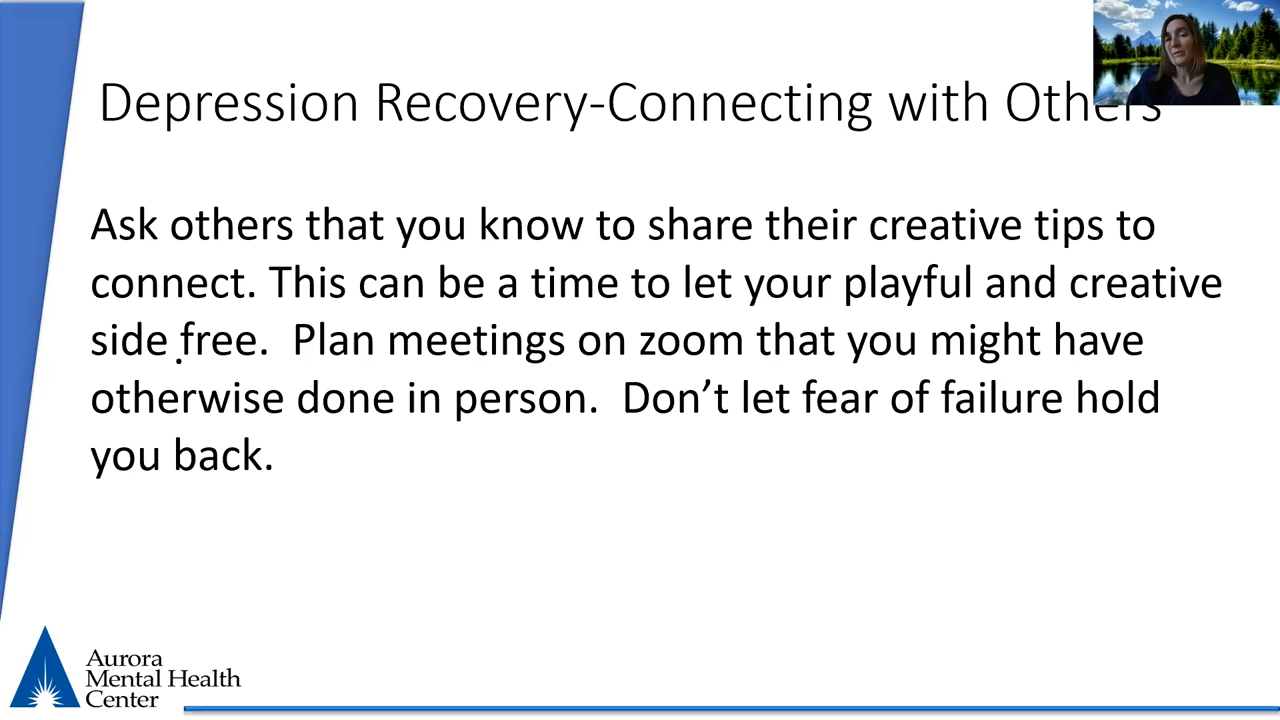 Depression Recovery-Connecting with Others
Ask others that you know to share their creative tips to
connect. This can be a time to let your playful and creative
side free.  Plan meetings on zoom that you might have
otherwise done in person.  Don’t let fear of failure hold
you back.
Aurora
Mental Health
Center